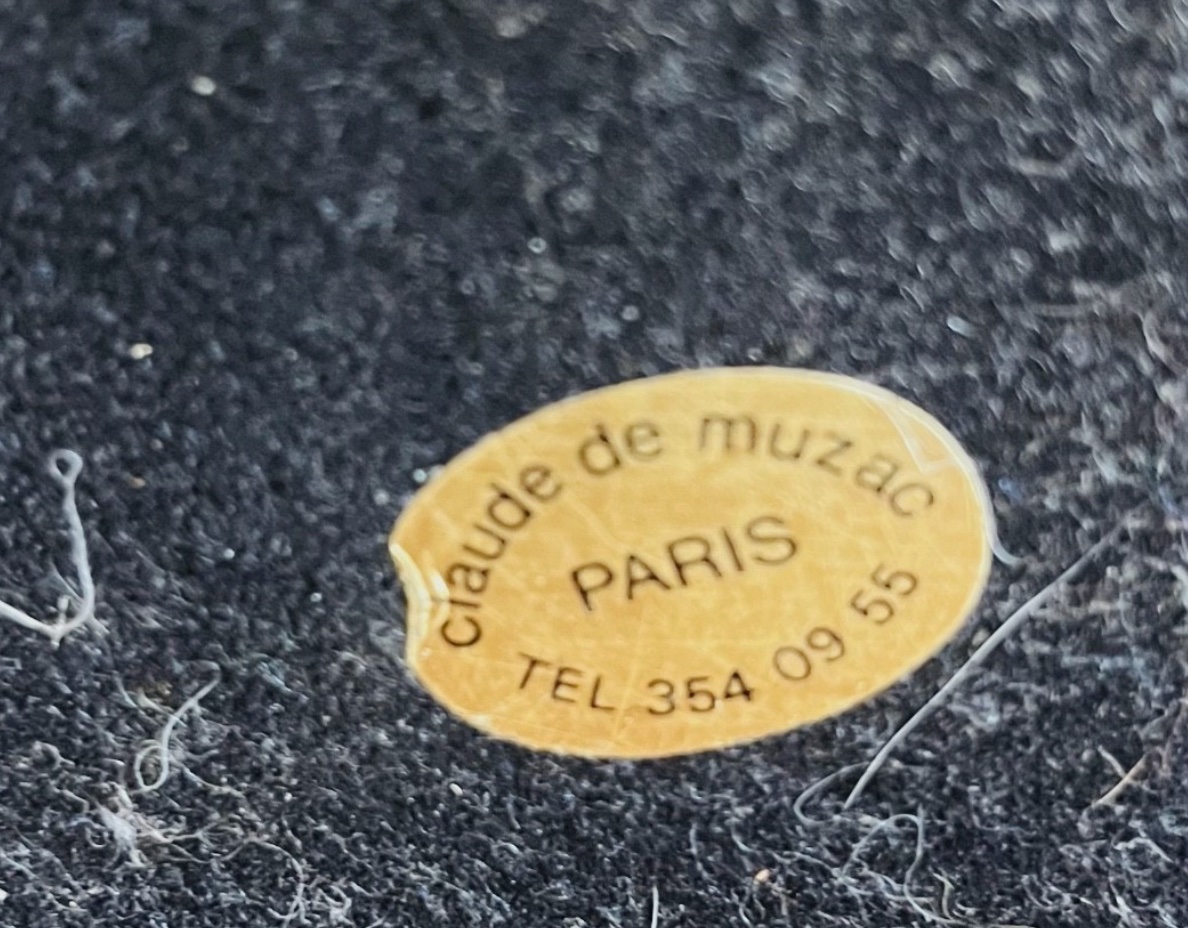 claude de muzac
PARIS
TEL 354 09 55